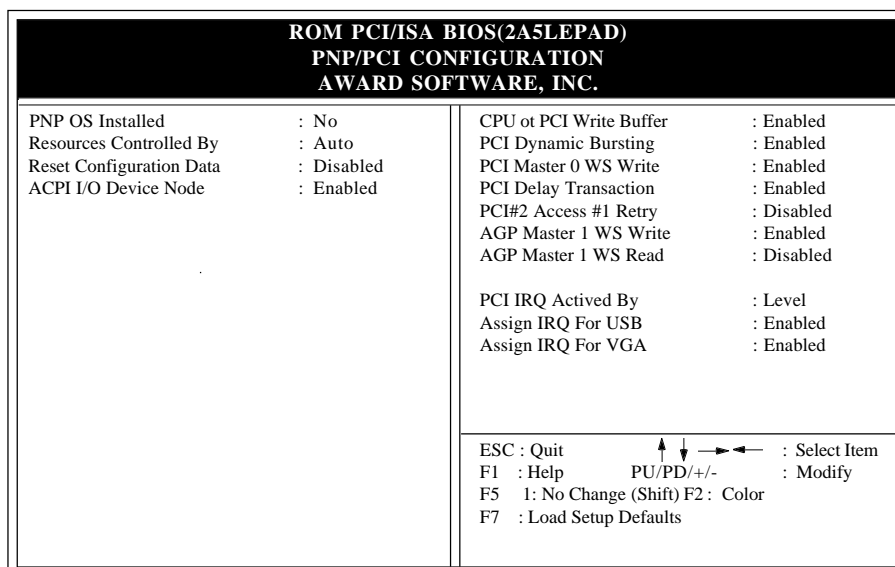 ROM PCI/ISA BIOS(2A5LEPAD)
PNP/PCI CONFIGURATION
AWARD SOFTWARE, INC.
PNP OS Installed : No
Resources Controlled By : Auto
Reset Configuration Data : Disabled
ACPI I/O Device Node : Enabled
CPU ot PCI Write Buffer : Enabled
PCI Dynamic Bursting : Enabled
PCI Master 0 WS Write : Enabled
PCI Delay Transaction : Enabled
PCI#2 Access #1 Retry : Disabled
AGP Master 1 WS Write : Enabled
AGP Master 1 WS Read : Disabled
PCI IRQ Actived By : Level
Assign IRQ For USB : Enabled
Assign IRQ For VGA : Enabled
ESC : Quit : Select Item
F1 : Help PU/PD/+/- : Modify
F5 1: No Change (Shift) F2 : Color
F7 : Load Setup Defaults